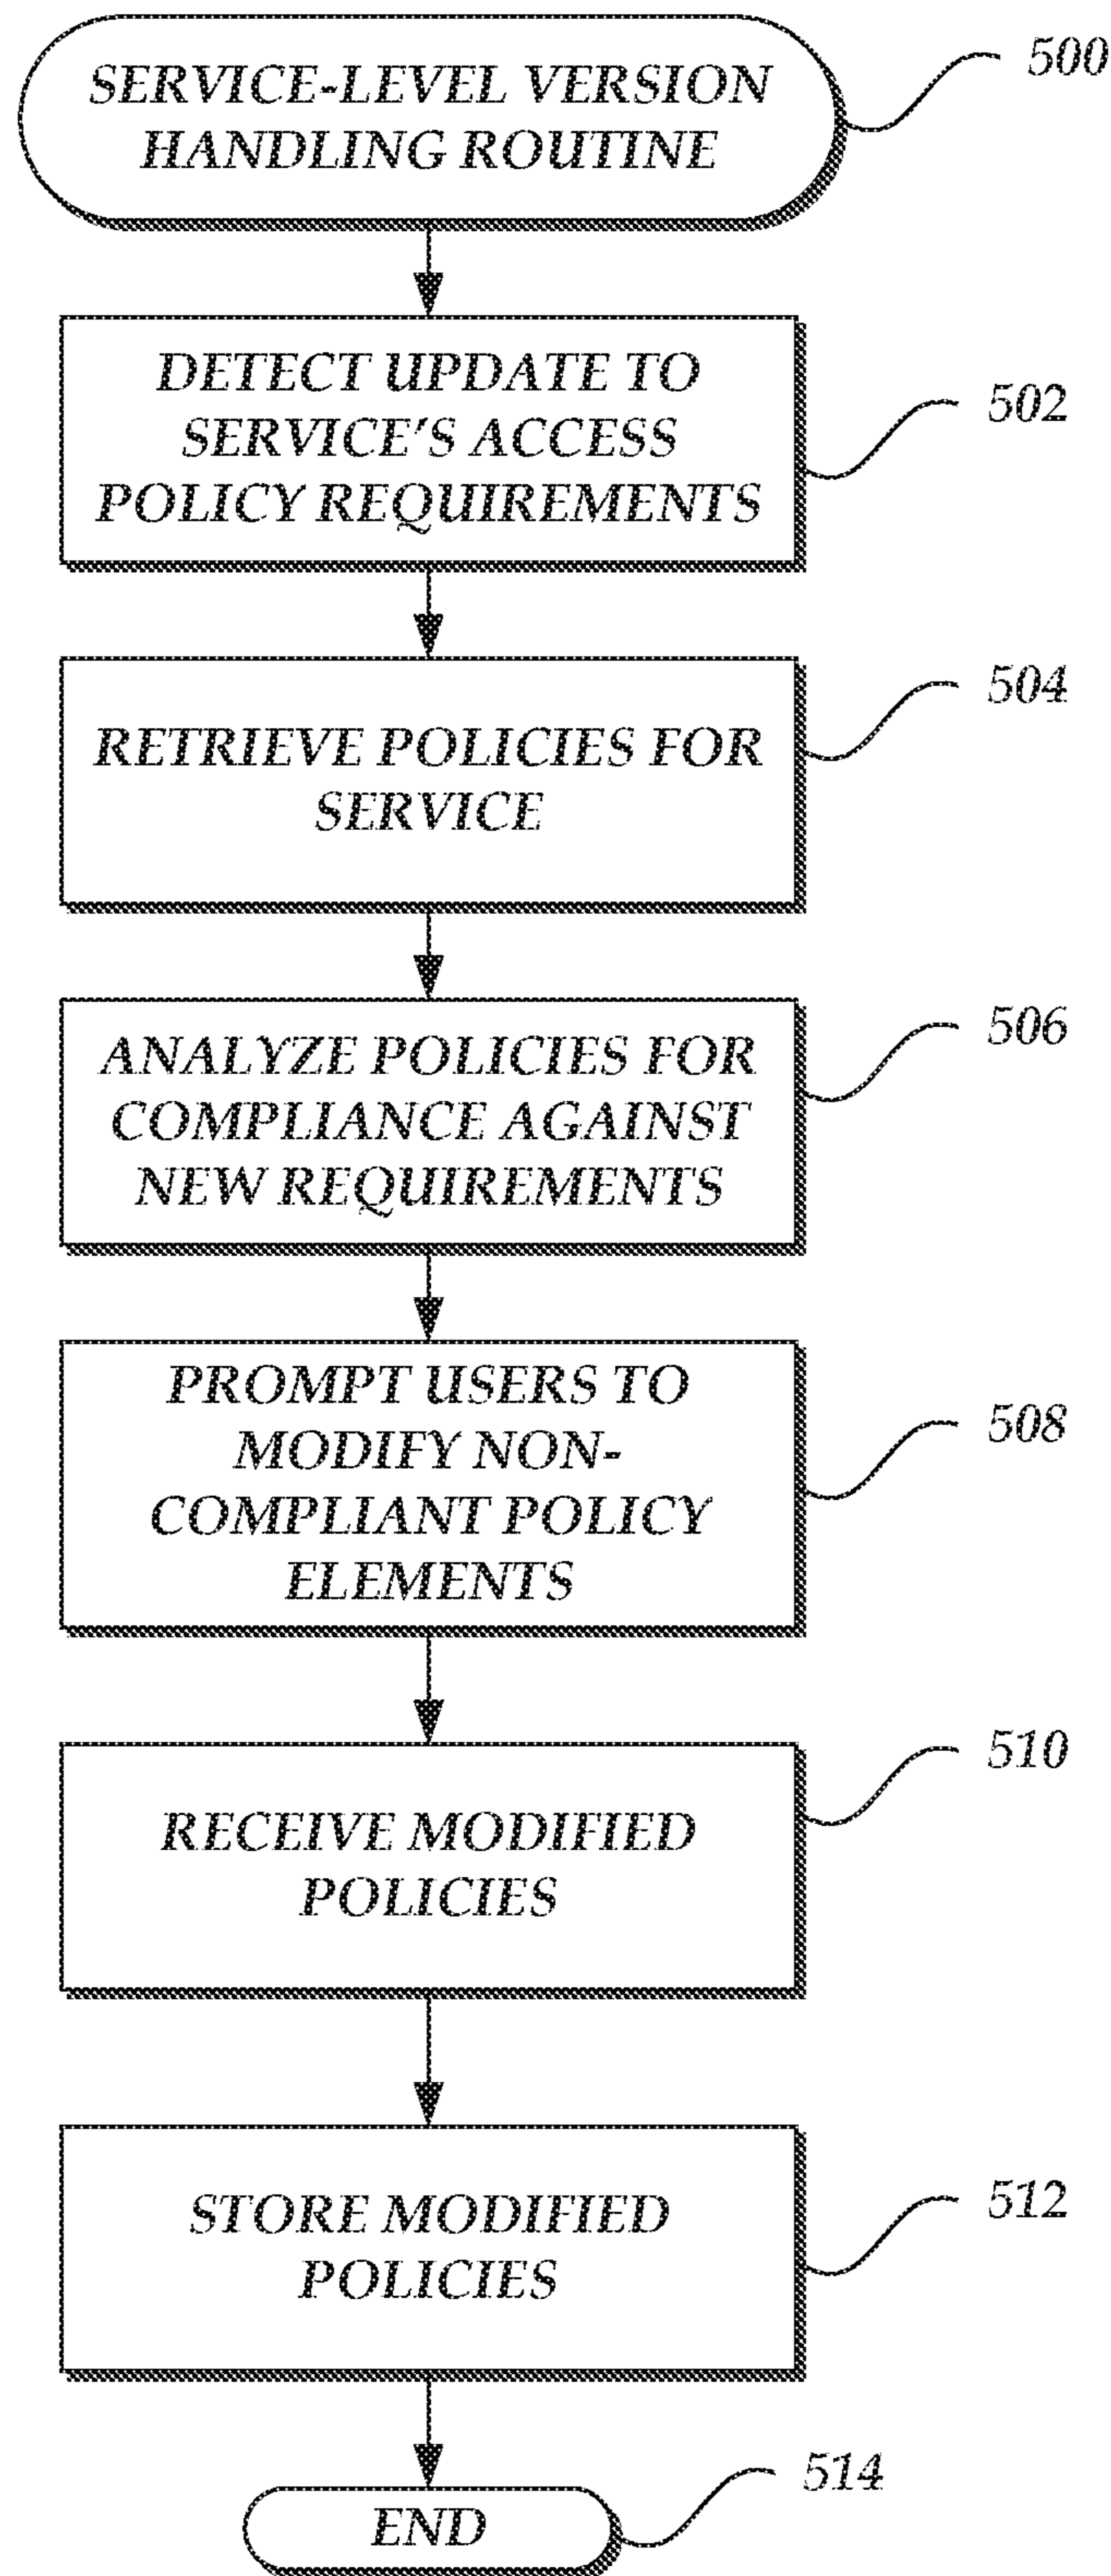 SERVICE-LEVEL VERSION
HANDLING ROUTINE
500
DETECT UPDATE TO
SERVICE'S ACCESS
POLICY REQUIREMENTS
502
RETRIEVE POLICIES FOR
SERVICE
504
ANALYZE POLICIES FOR
COMPLIANCE AGAINST
NEW REQUIREMENTS
506
PROMPT USERS TO
MODIFY NON-
COMPLIANT POLICY
ELEMENTS
508
RECEIVE MODIFIED
POLICIES
510
STORE MODIFIED
POLICIES
512
END
514